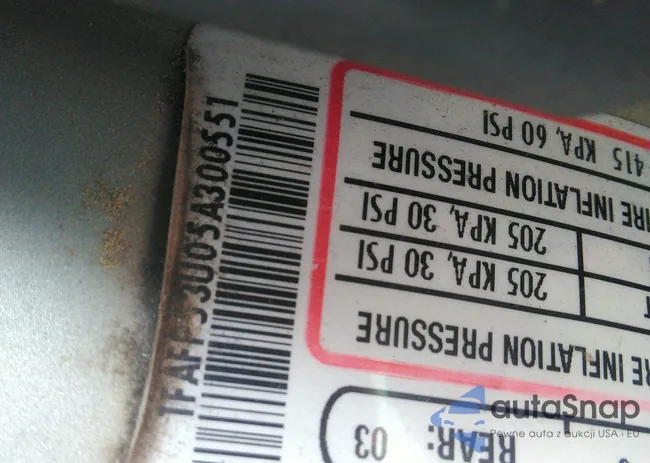 REAR: 03
RE INFLATION PRESSURE
205 KPA, 30 PSI
205 KPA, 30 PSI
IRE INFLATION PRESSURE
415 KPA, 60 PSI
1FAFP53U05A300551
autaSnap
Pewne auta z aukcji USA i EU